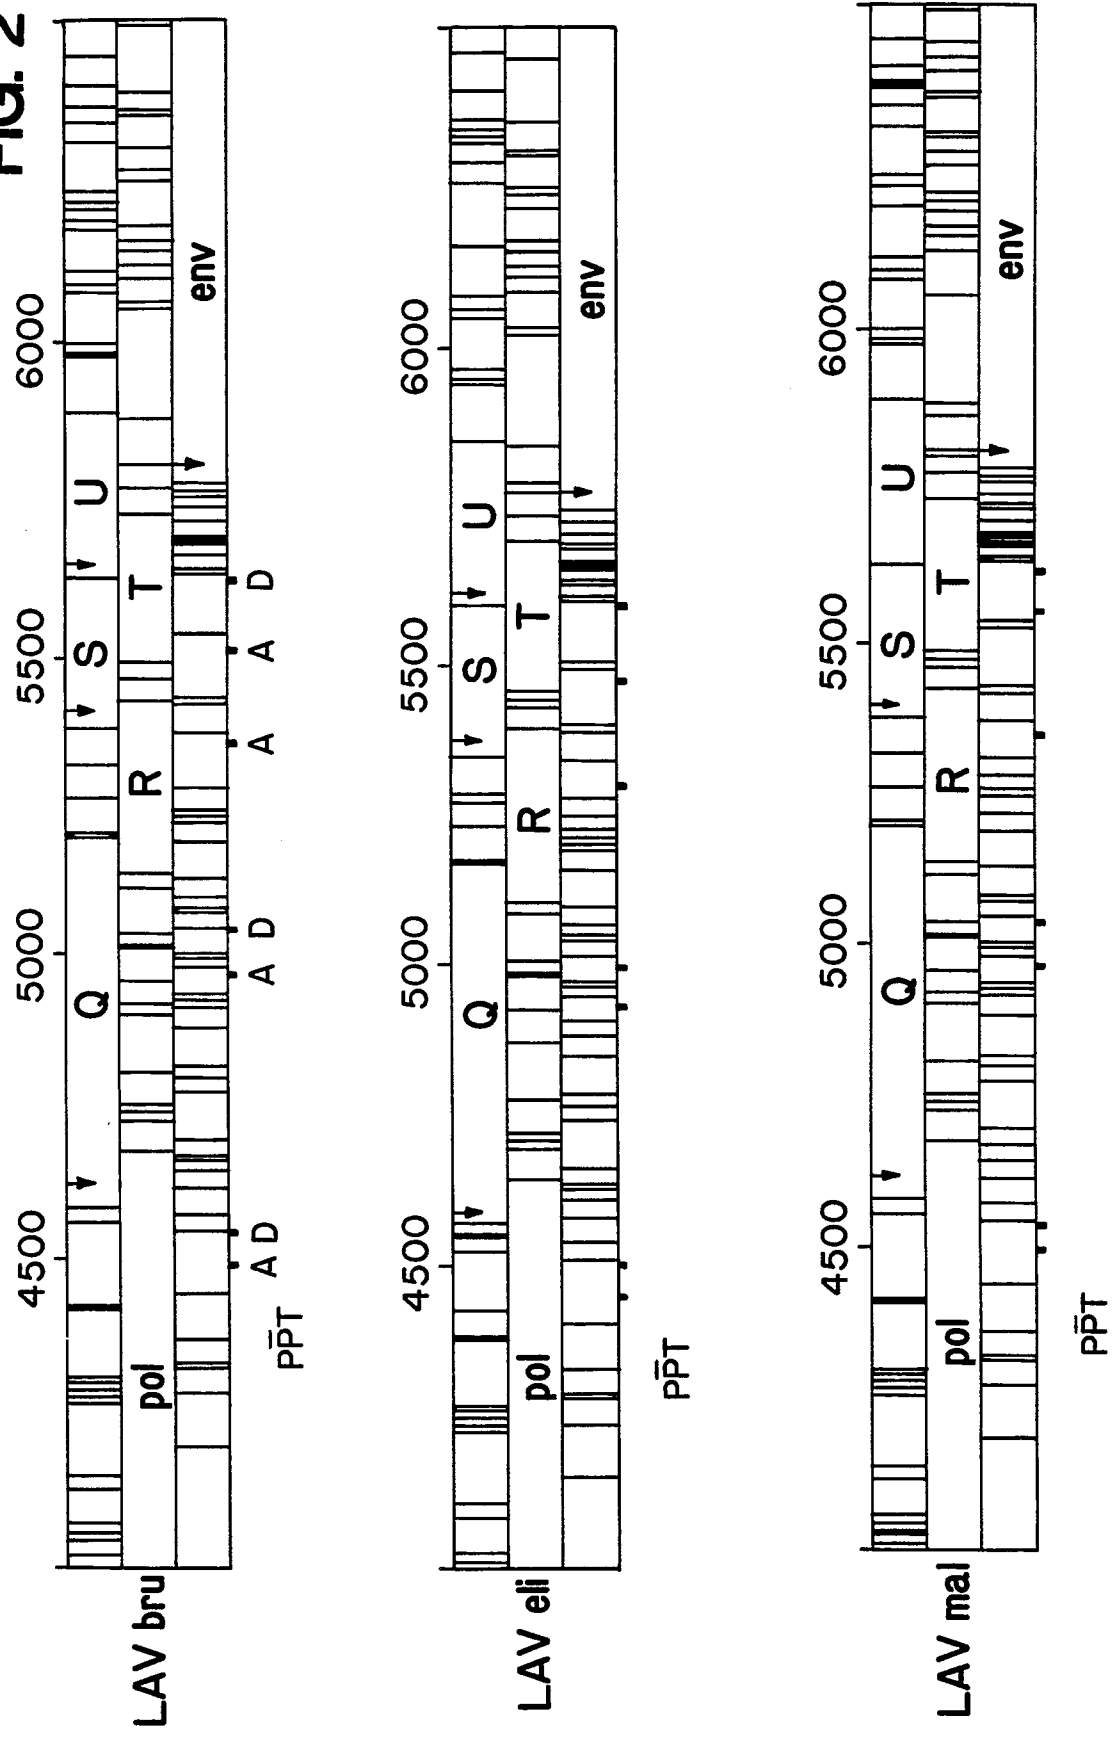 FIG. 2
4500 5000 5500 6000
Q S U
LAV bru pol R T
env
A D A D A A D
PPT
4500 5000 5500 6000
Q S U
LAV eli pol R T
env
PPT
4500 5000 5500 6000
Q S U
LAV mal pol R T
env
PPT